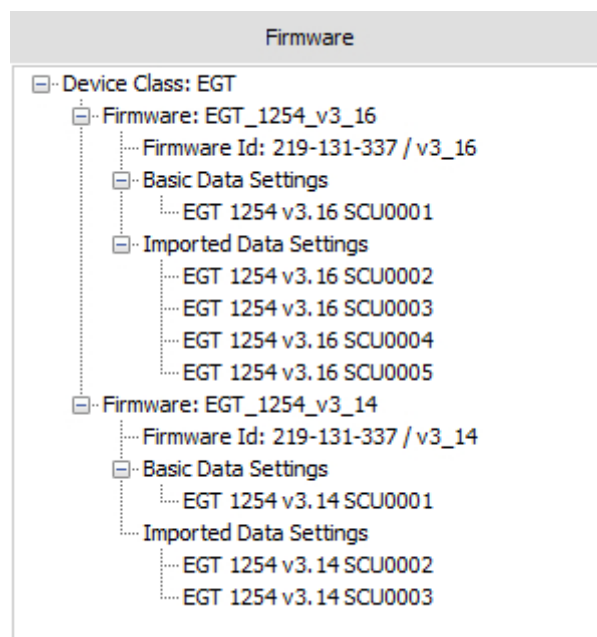 Firmware
Device Class: EGT
Firmware: EGT_1254_v3_16
Firmware Id: 219-131-337 / v3_16
Basic Data Settings
EGT 1254 v3.16 SCU0001
Imported Data Settings
EGT 1254 v3.16 SCU0002
EGT 1254 v3.16 SCU0003
EGT 1254 v3.16 SCU0004
EGT 1254 v3.16 SCU0005
Firmware: EGT_1254_v3_14
Firmware Id: 219-131-337 / v3_14
Basic Data Settings
EGT 1254 v3.14 SCU0001
Imported Data Settings
EGT 1254 v3.14 SCU0002
EGT 1254 v3.14 SCU0003